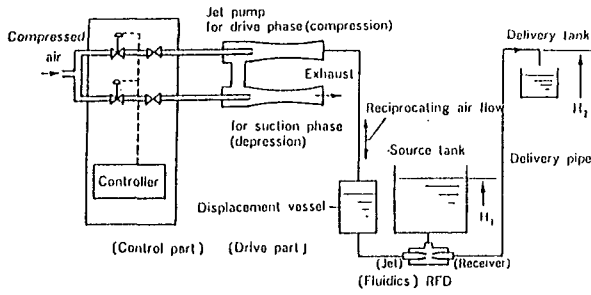 Jet pump
for drive phase (compression)
Compressed
air
Exhaust
for suction phase
(depression)
Controller
(Control part)
(Drive part)
Reciprocating air flow
Displacement vessel
Source tank
H1
(Jet)
(Receiver)
(Fluidics) RFD
Delivery tank
H2
Delivery pipe